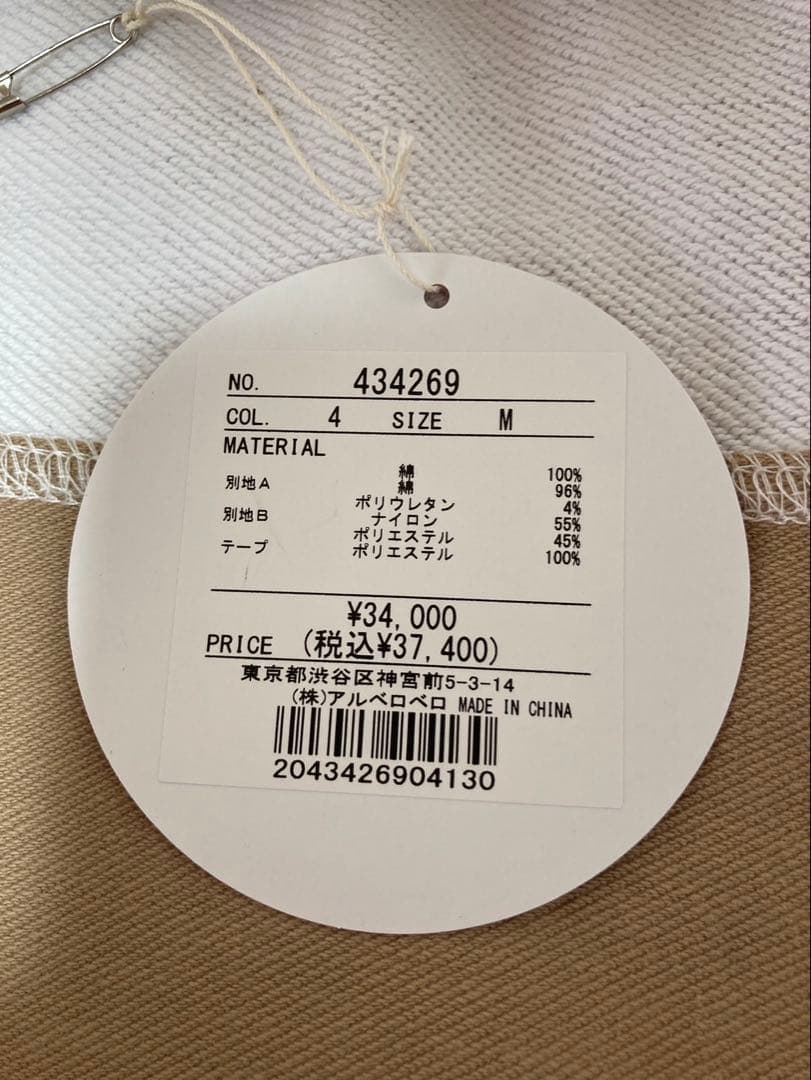 NO. 434269
COL. 4 SIZE M
MATERIAL
綿 100%
別地A 綿 96%
ポリウレタン 4%
別地B ナイロン 55%
ポリエステル 45%
テープ ポリエステル 100%
¥34,000
PRICE (税込¥37,400)
東京都渋谷区神宮前5-3-14
(株)アルベロベロ MADE IN CHINA
2043426904130